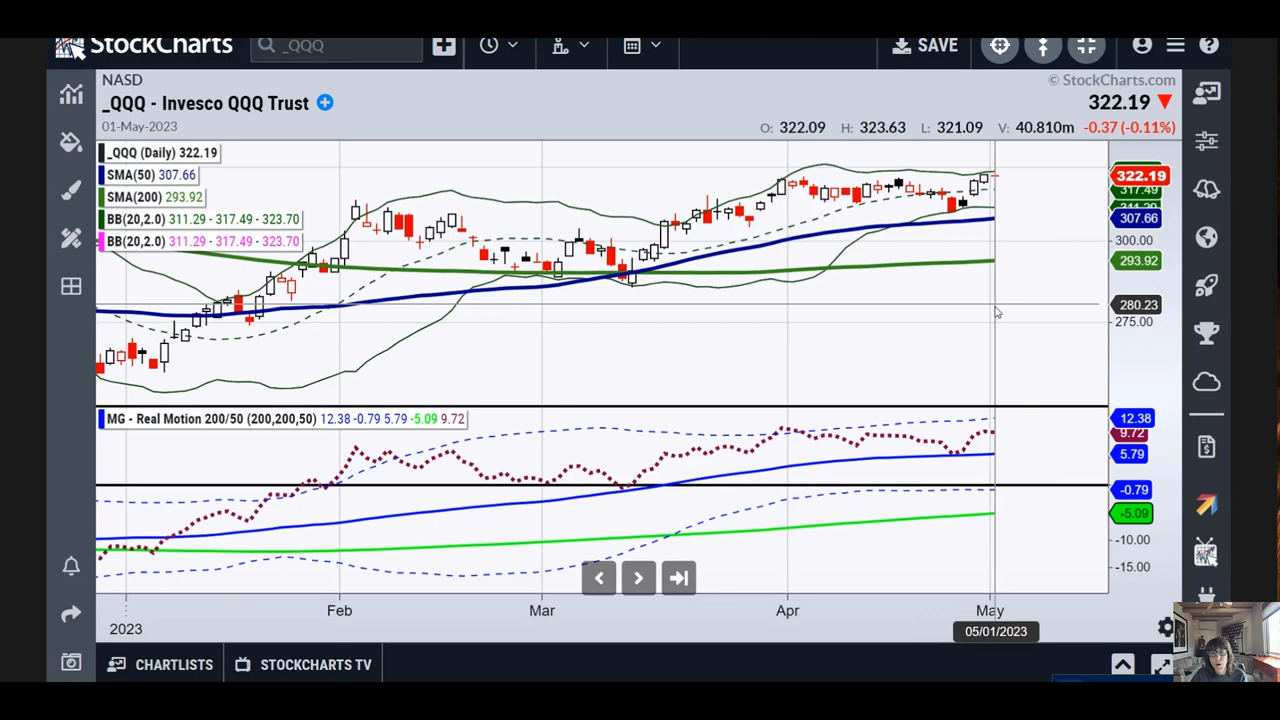 StockCharts
_QQQ
SAVE
NASD
© StockCharts.com
_QQQ - Invesco QQQ Trust
322.19
01-May-2023
O: 322.09 H: 323.63 L: 321.09 V: 40.810m -0.37 (-0.11%)
_QQQ (Daily) 322.19
SMA(50) 307.66
SMA(200) 293.92
BB(20,2.0) 311.29 - 317.49 - 323.70
BB(20,2.0) 311.29 - 317.49 - 323.70
322.19
317.49
307.66
300.00
293.92
280.23
275.00
MG - Real Motion 200/50 (200,200,50) 12.38 -0.79 5.79 -5.09 9.72
12.38
9.72
5.79
-0.79
-5.09
-10.00
-15.00
Feb
Mar
Apr
May
2023
05/01/2023
CHARTLISTS
STOCKCHARTS TV